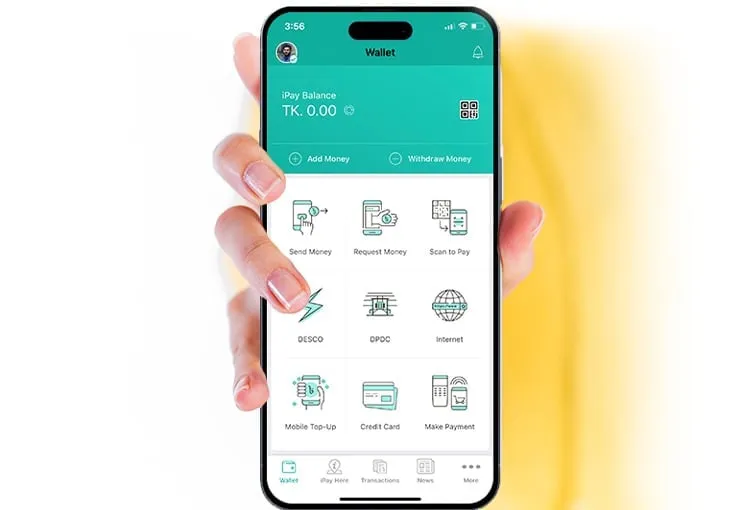 3:56
Wallet
iPay Balance
TK. 0.00
Add Money
Withdraw Money
Send Money
Request Money
Scan to Pay
DESCO
DPDC
Internet
Mobile Top-Up
Credit Card
Make Payment
Wallet
iPay Here
Transactions
News
More